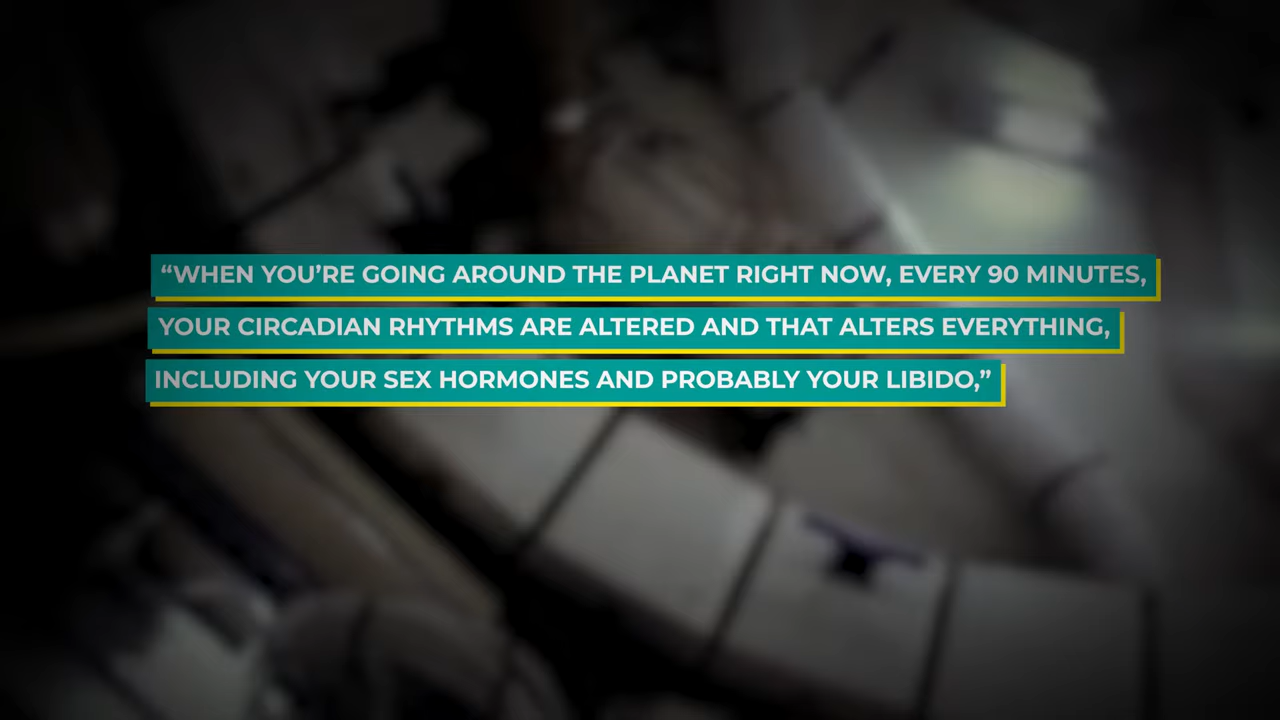 “WHEN YOU’RE GOING AROUND THE PLANET RIGHT NOW, EVERY 90 MINUTES,
YOUR CIRCADIAN RHYTHMS ARE ALTERED AND THAT ALTERS EVERYTHING,
INCLUDING YOUR SEX HORMONES AND PROBABLY YOUR LIBIDO,”